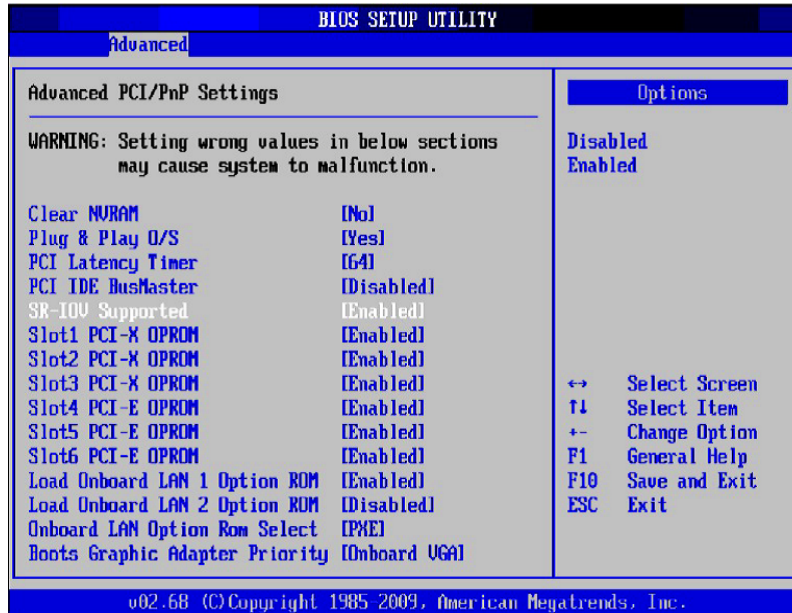 BIOS SETUP UTILITY
Advanced
Advanced PCI/PnP Settings
WARNING: Setting wrong values in below sections
may cause system to malfunction.
Clear NVRAM [No]
Plug & Play O/S [Yes]
PCI Latency Timer [64]
PCI IDE BusMaster [Disabled]
SR-IOV Supported [Enabled]
Slot1 PCI-X OPROM [Enabled]
Slot2 PCI-X OPROM [Enabled]
Slot3 PCI-X OPROM [Enabled]
Slot4 PCI-E OPROM [Enabled]
Slot5 PCI-E OPROM [Enabled]
Slot6 PCI-E OPROM [Enabled]
Load Onboard LAN 1 Option ROM [Enabled]
Load Onboard LAN 2 Option ROM [Disabled]
Onboard LAN Option Rom Select [PXE]
Boots Graphic Adapter Priority [Onboard VGA]
Options
Disabled
Enabled
↔ Select Screen
↑↓ Select Item
+- Change Option
F1 General Help
F10 Save and Exit
ESC Exit
v02.68 (C)Copyright 1985-2009, American Megatrends, Inc.